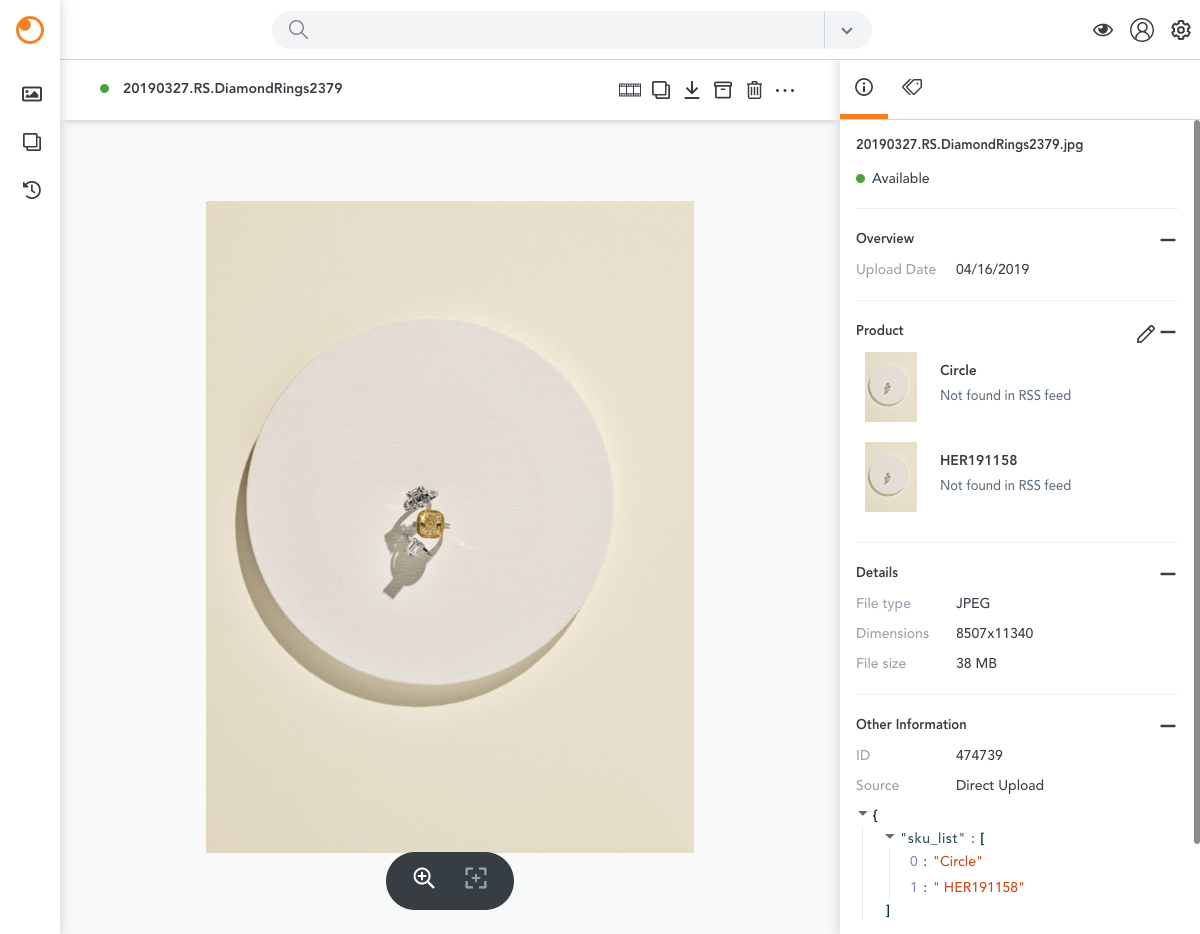 20190327.RS.DiamondRings2379
20190327.RS.DiamondRings2379.jpg
Available
Overview
Upload Date 04/16/2019
Product
Circle
Not found in RSS feed
HER191158
Not found in RSS feed
Details
File type JPEG
Dimensions 8507x11340
File size 38 MB
Other Information
ID 474739
Source Direct Upload
{
"sku_list" : [
0 : "Circle"
1 : " HER191158"
]